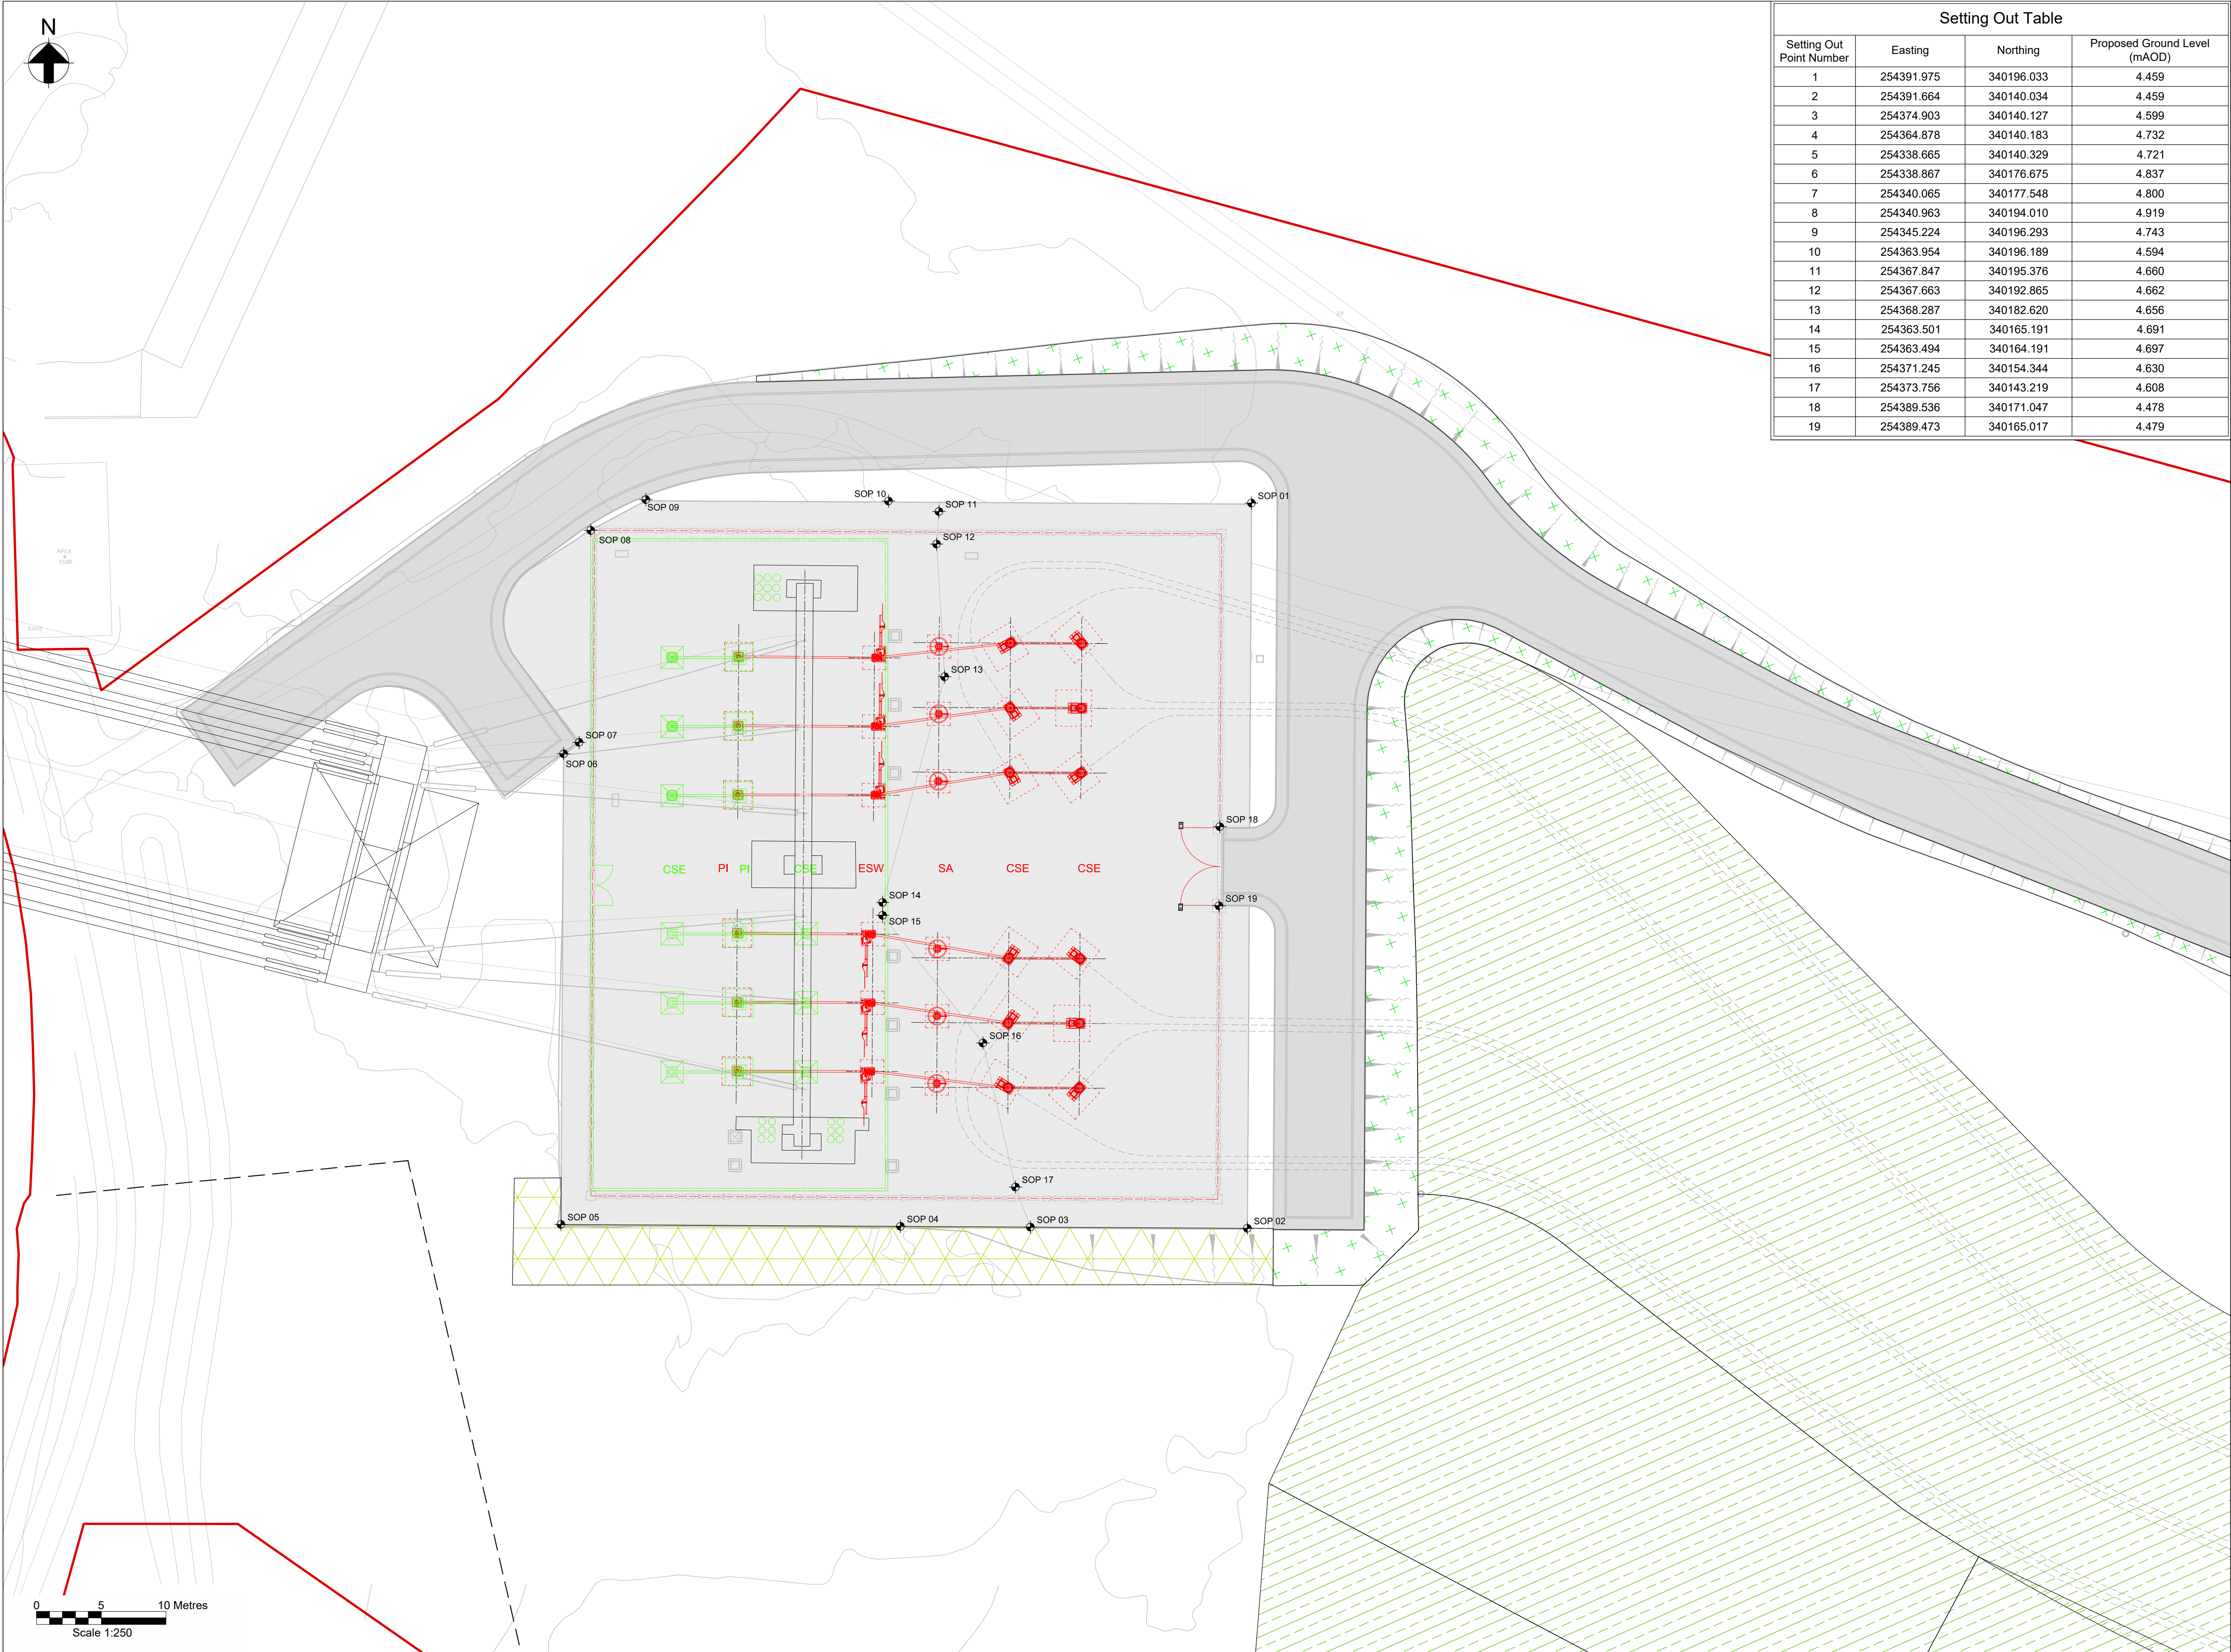 N
Setting Out Table
Setting Out Point Number Easting Northing Proposed Ground Level (mAOD)
1 254391.975 340196.033 4.459
2 254391.664 340140.034 4.459
3 254374.903 340140.127 4.599
4 254364.878 340140.183 4.732
5 254338.665 340140.329 4.721
6 254338.867 340176.675 4.837
7 254340.065 340177.548 4.800
8 254340.963 340194.010 4.919
9 254345.224 340196.293 4.743
10 254363.954 340196.189 4.594
11 254367.847 340195.376 4.660
12 254367.663 340192.865 4.662
13 254368.287 340182.620 4.656
14 254363.501 340165.191 4.691
15 254363.494 340164.191 4.697
16 254371.245 340154.344 4.630
17 254373.756 340143.219 4.608
18 254389.536 340171.047 4.478
19 254389.473 340165.017 4.479
EP
SOP 10
SOP 01
SOP 09
SOP 11
SOP 08
SOP 12
APEX
EAVE
SOP 13
SOP 07
SOP 06
SOP 18
CSE PI PI CSE ESW SA CSE CSE
SOP 14
SOP 19
SOP 15
SOP 16
SOP 17
SOP 05
SOP 04
SOP 03
SOP 02
0 5 10 Metres
Scale 1:250